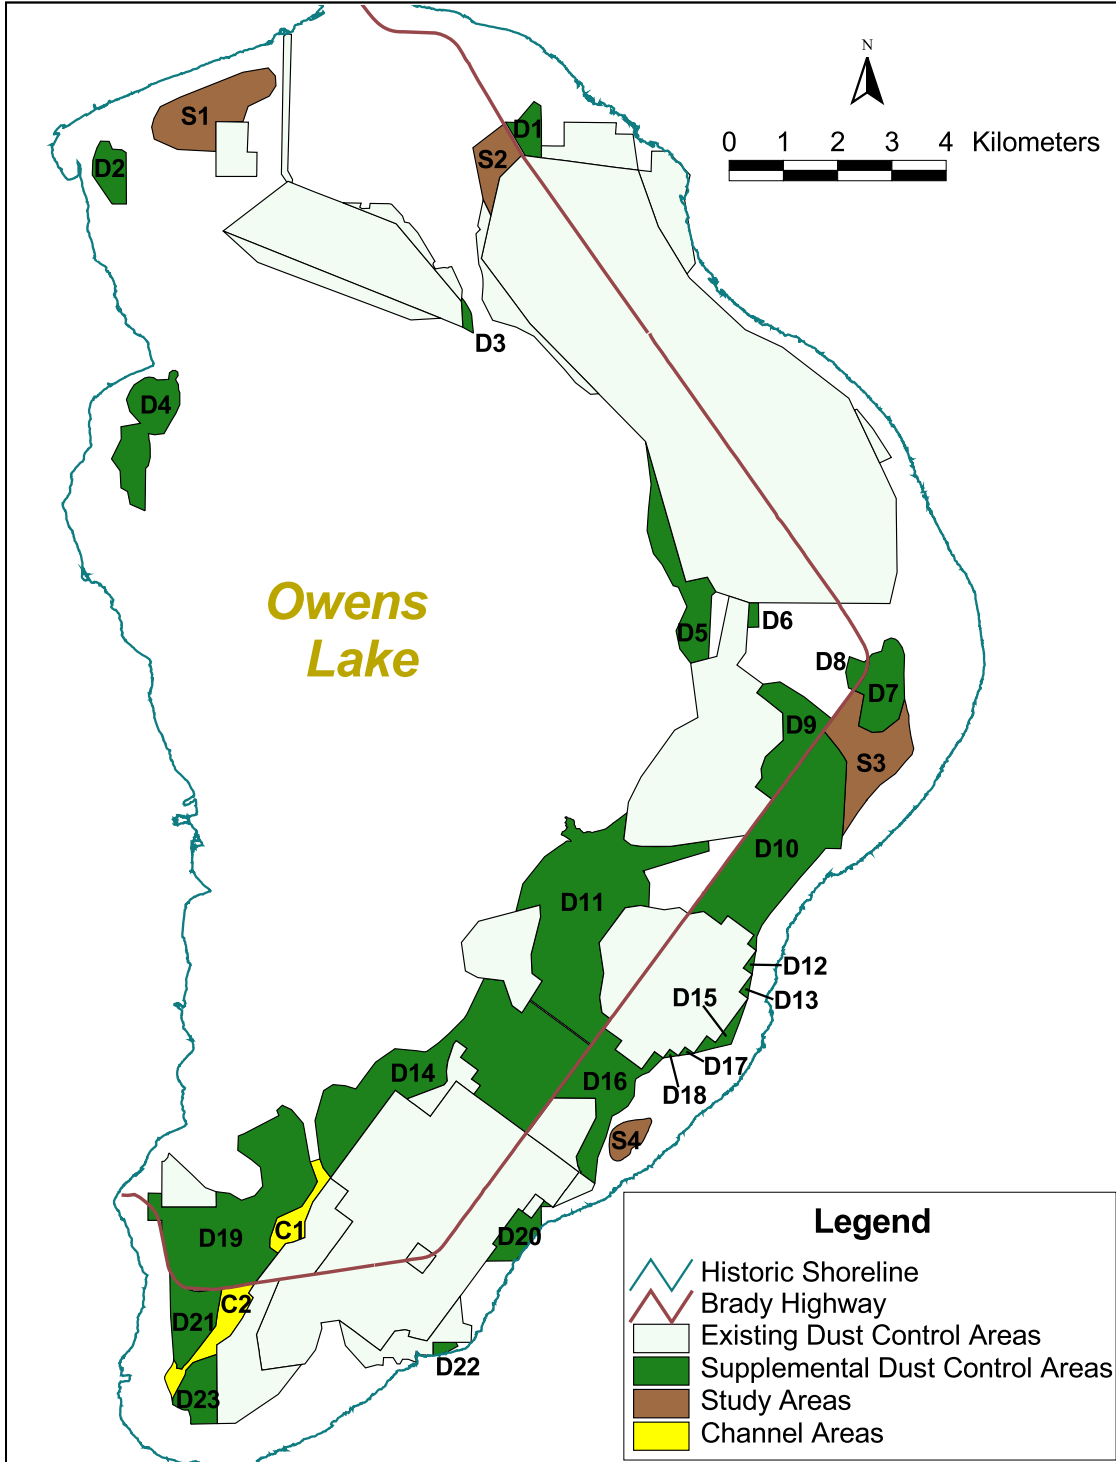 N
0 1 2 3 4 Kilometers
S1
D1
S2
D2
D3
D4
Owens
Lake
D5
D6
D8
D7
D9
S3
D10
D11
D12
D13
D15
D14
D16
D17
D18
S4
D19
C1
D20
C2
D21
D22
D23
Legend
Historic Shoreline
Brady Highway
Existing Dust Control Areas
Supplemental Dust Control Areas
Study Areas
Channel Areas